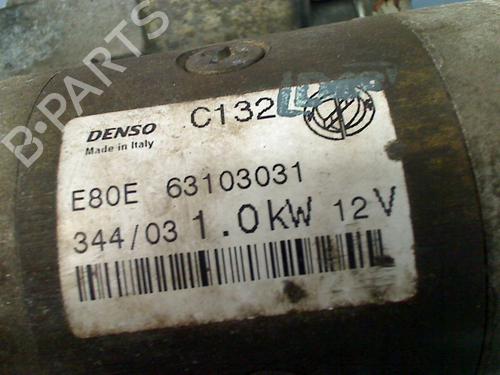 B-PARTS
DENSO C132
Made in Italy
E80E 63103031
344/03 1.0kW 12V